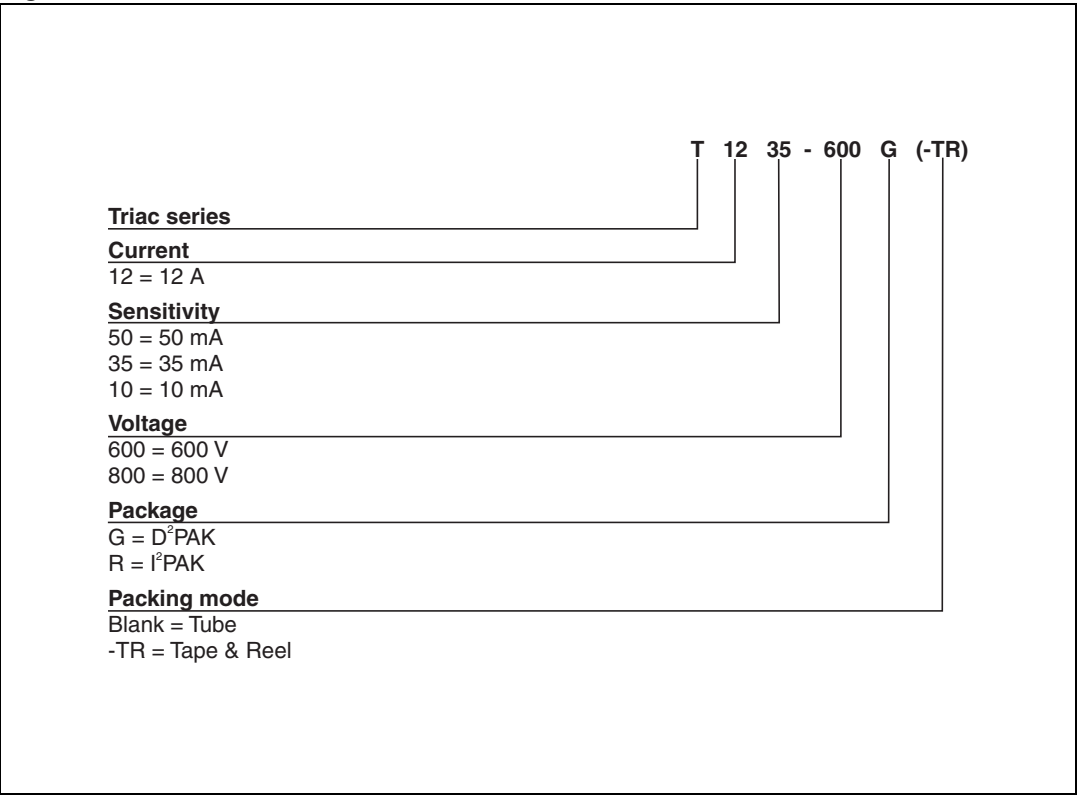 T 12 35 - 600 G (-TR)
Triac series
Current
12 = 12 A
Sensitivity
50 = 50 mA
35 = 35 mA
10 = 10 mA
Voltage
600 = 600 V
800 = 800 V
Package
G = D²PAK
R = I²PAK
Packing mode
Blank = Tube
-TR = Tape & Reel